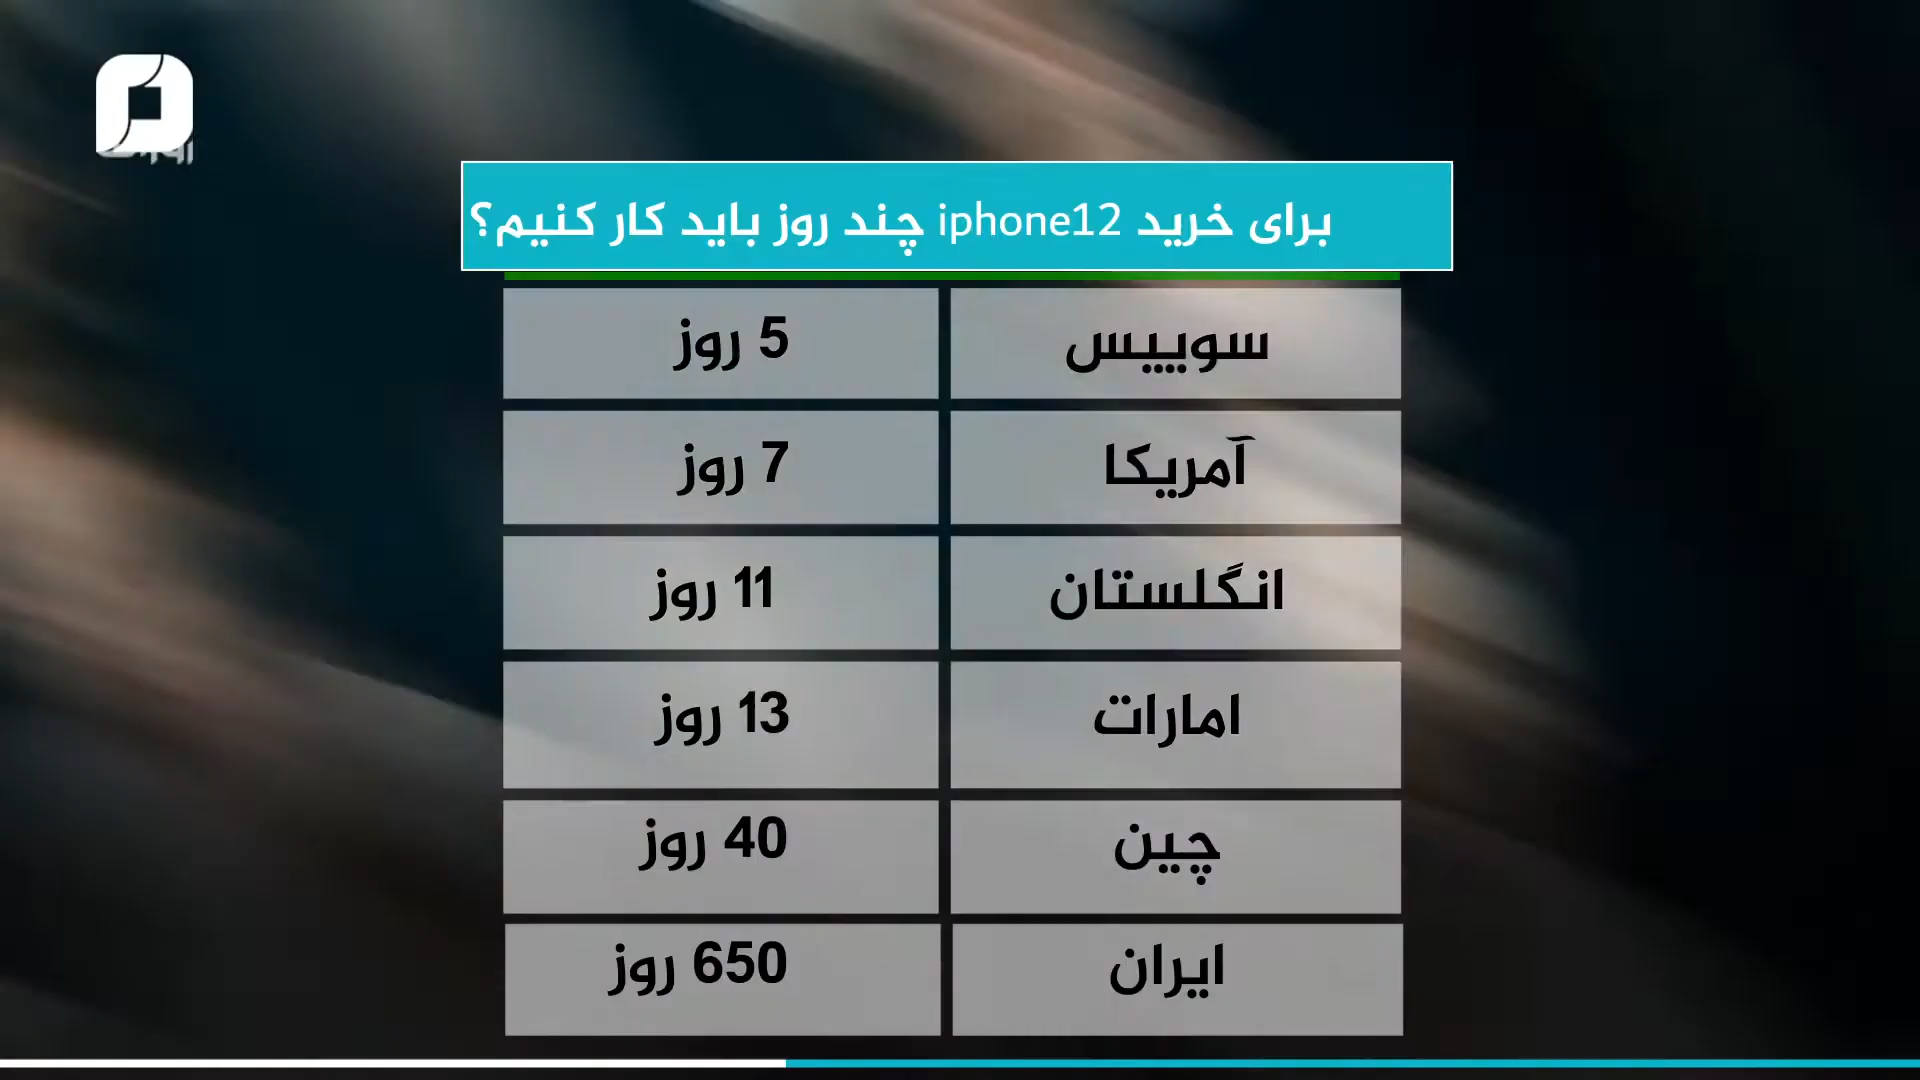 برای خرید iphone12 چند روز باید کار کنیم؟
سوییس 5 روز
آمریکا 7 روز
انگلستان 11 روز
امارات 13 روز
چین 40 روز
ایران 650 روز